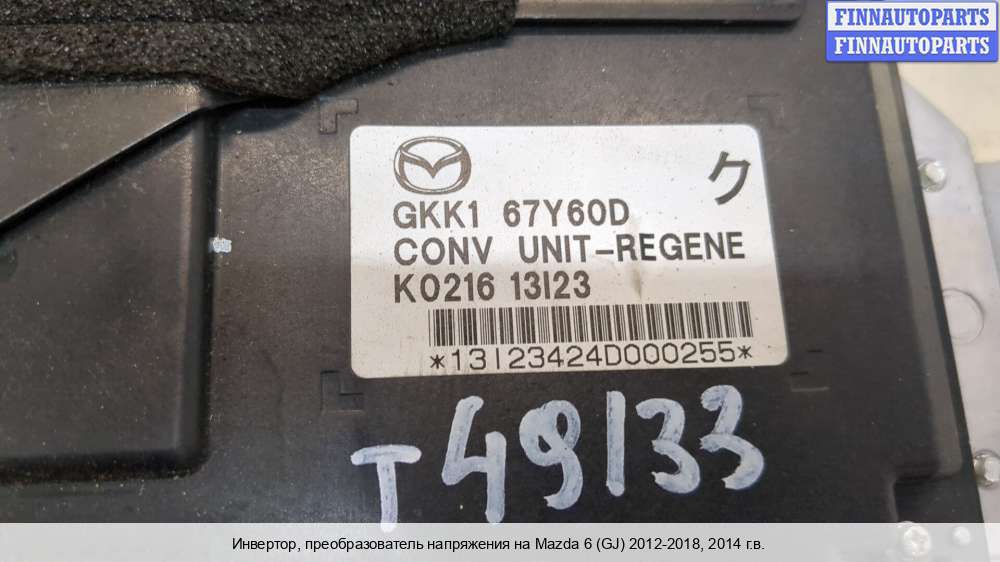 FINNAUTOPARTS
FINNAUTOPARTS
ク
GKK1 67Y60D
CONV UNIT-REGENE
K0216 13I23
*13I23424D000255*
T 49133
Инвертор, преобразователь напряжения на Mazda 6 (GJ) 2012-2018, 2014 г.в.